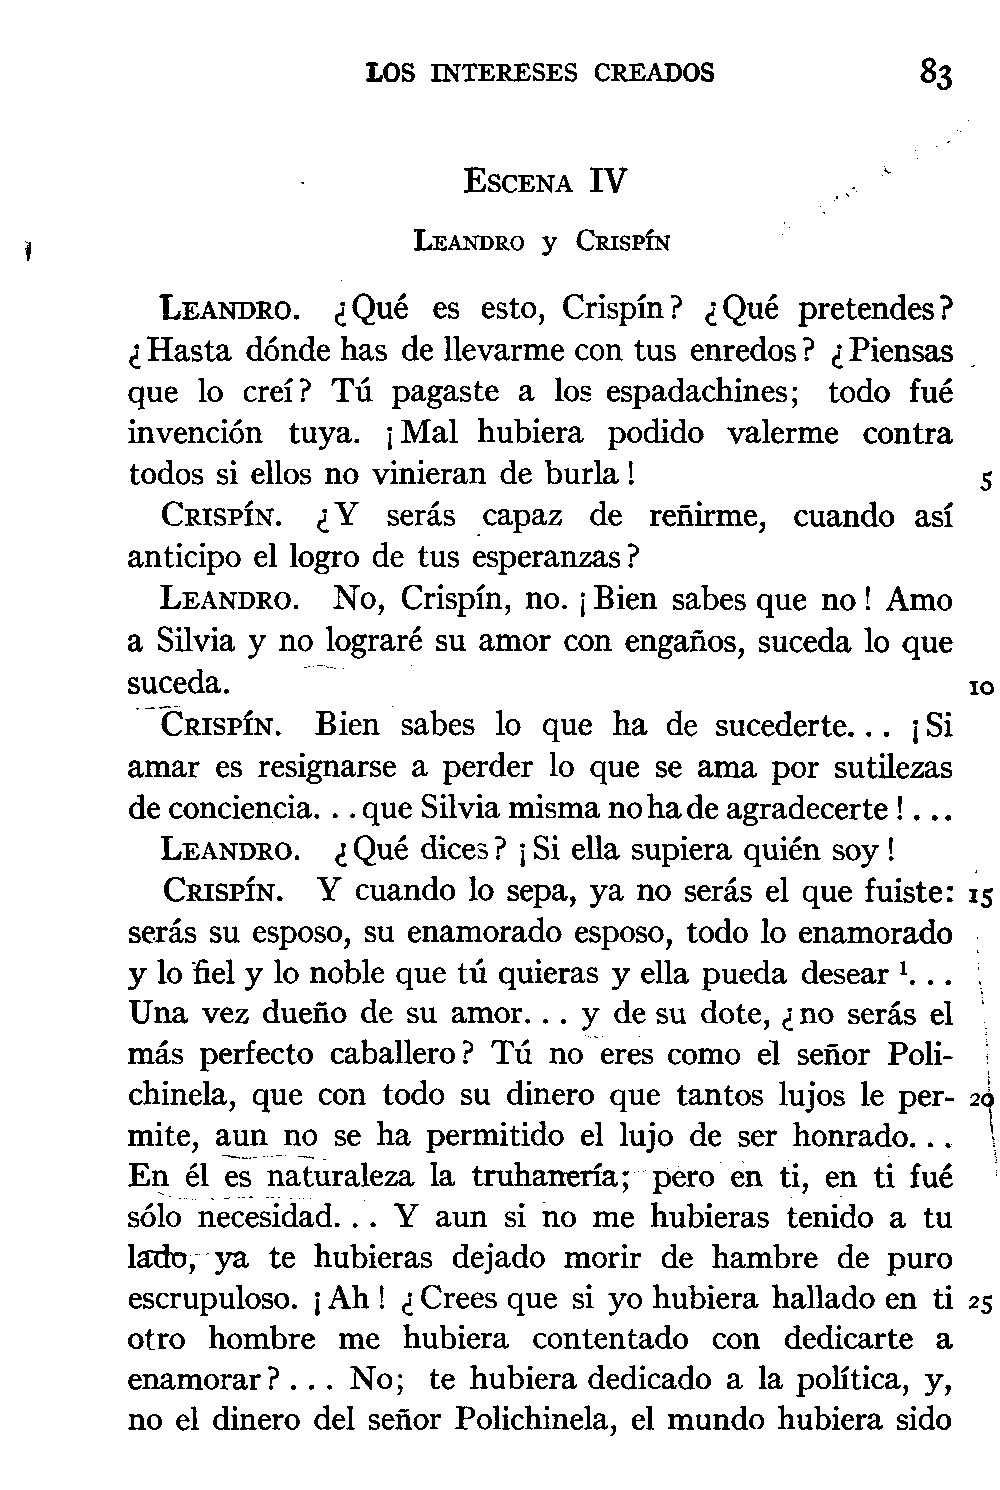 LOS INTERESES CREADOS 83
ESCENA IV
LEANDRO y CRISPÍN
LEANDRO. ¿Qué es esto, Crispín? ¿Qué pretendes?
¿Hasta dónde has de llevarme con tus enredos? ¿Piensas
que lo creí? Tú pagaste a los espadachines; todo fué
invención tuya. ¡Mal hubiera podido valerme contra
todos si ellos no vinieran de burla! 5
CRISPÍN. ¿Y serás capaz de reñirme, cuando así
anticipo el logro de tus esperanzas?
LEANDRO. No, Crispín, no. ¡Bien sabes que no! Amo
a Silvia y no lograré su amor con engaños, suceda lo que
suceda. 10
CRISPÍN. Bien sabes lo que ha de sucederte... ¡Si
amar es resignarse a perder lo que se ama por sutilezas
de conciencia...que Silvia misma no ha de agradecerte!...
LEANDRO. ¿Qué dices? ¡Si ella supiera quién soy!
CRISPÍN. Y cuando lo sepa, ya no serás el que fuiste: 15
serás su esposo, su enamorado esposo, todo lo enamorado
y lo fiel y lo noble que tú quieras y ella pueda desear ¹...
Una vez dueño de su amor... y de su dote, ¿no serás el
más perfecto caballero? Tú no eres como el señor Poli-
chinela, que con todo su dinero que tantos lujos le per- 20
mite, aun no se ha permitido el lujo de ser honrado...
En él es naturaleza la truhanería; pero en ti, en ti fué
sólo necesidad... Y aun si no me hubieras tenido a tu
lado, ya te hubieras dejado morir de hambre de puro
escrupuloso. ¡Ah! ¿Crees que si yo hubiera hallado en ti 25
otro hombre me hubiera contentado con dedicarte a
enamorar?... No; te hubiera dedicado a la política, y,
no el dinero del señor Polichinela, el mundo hubiera sido